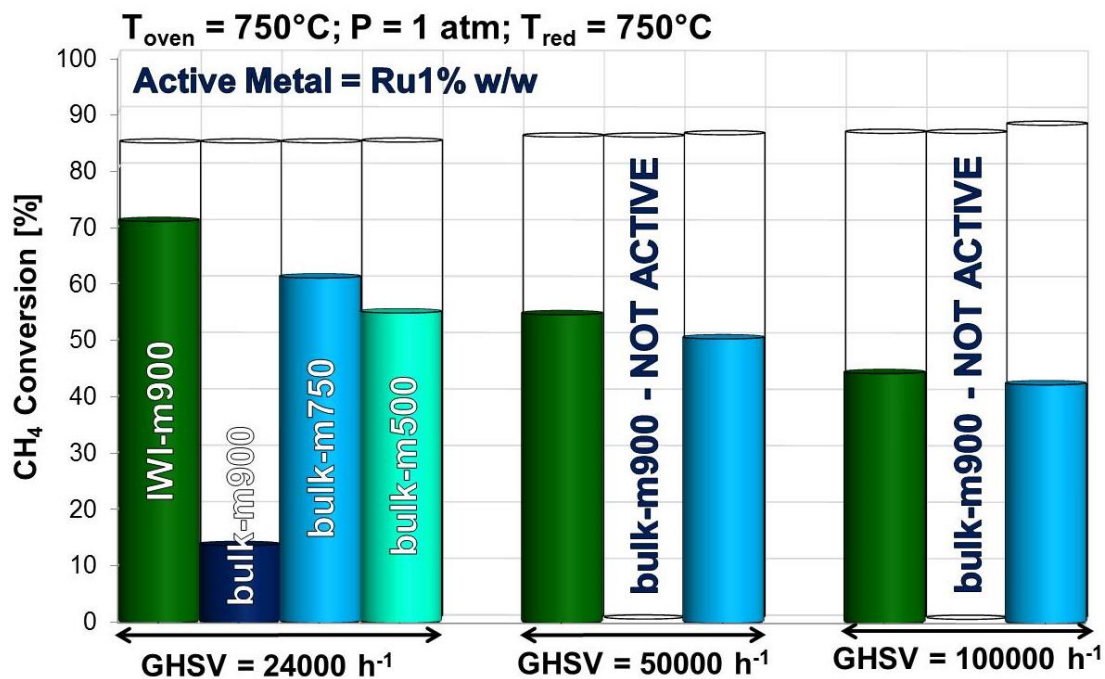 T_oven = 750°C; P = 1 atm; T_red = 750°C
Active Metal = Ru1% w/w
CH₄ Conversion [%]
100
90
80
70
60
50
40
30
20
10
0
IWI-m900
bulk-m900
bulk-m750
bulk-m500
bulk-m900 - NOT ACTIVE
bulk-m900 - NOT ACTIVE
GHSV = 24000 h⁻¹
GHSV = 50000 h⁻¹
GHSV = 100000 h⁻¹